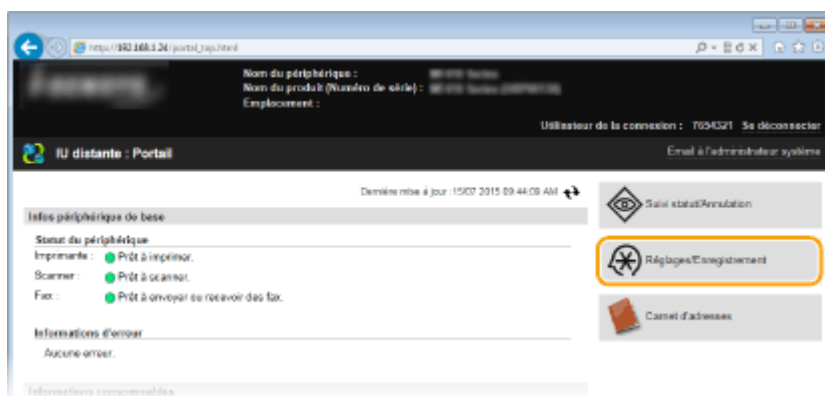 http://192.168.1.24/portal_top.html
Nom du périphérique :
Nom du produit (Numéro de série) :
Emplacement :
Utilisateur de la connexion : 7654321 Se déconnecter
IU distante : Portail
Email à l'administrateur système
Dernière mise à jour :15/07 2015 09:44:09 AM
Infos périphérique de base
Statut du périphérique
Imprimante : Prêt à imprimer.
Scanner : Prêt à scanner.
Fax : Prêt à envoyer ou recevoir des fax.
Informations d'erreur
Aucune erreur.
Informations consommables
Suivi statut/Annulation
Réglages/Enregistrement
Carnet d'adresses